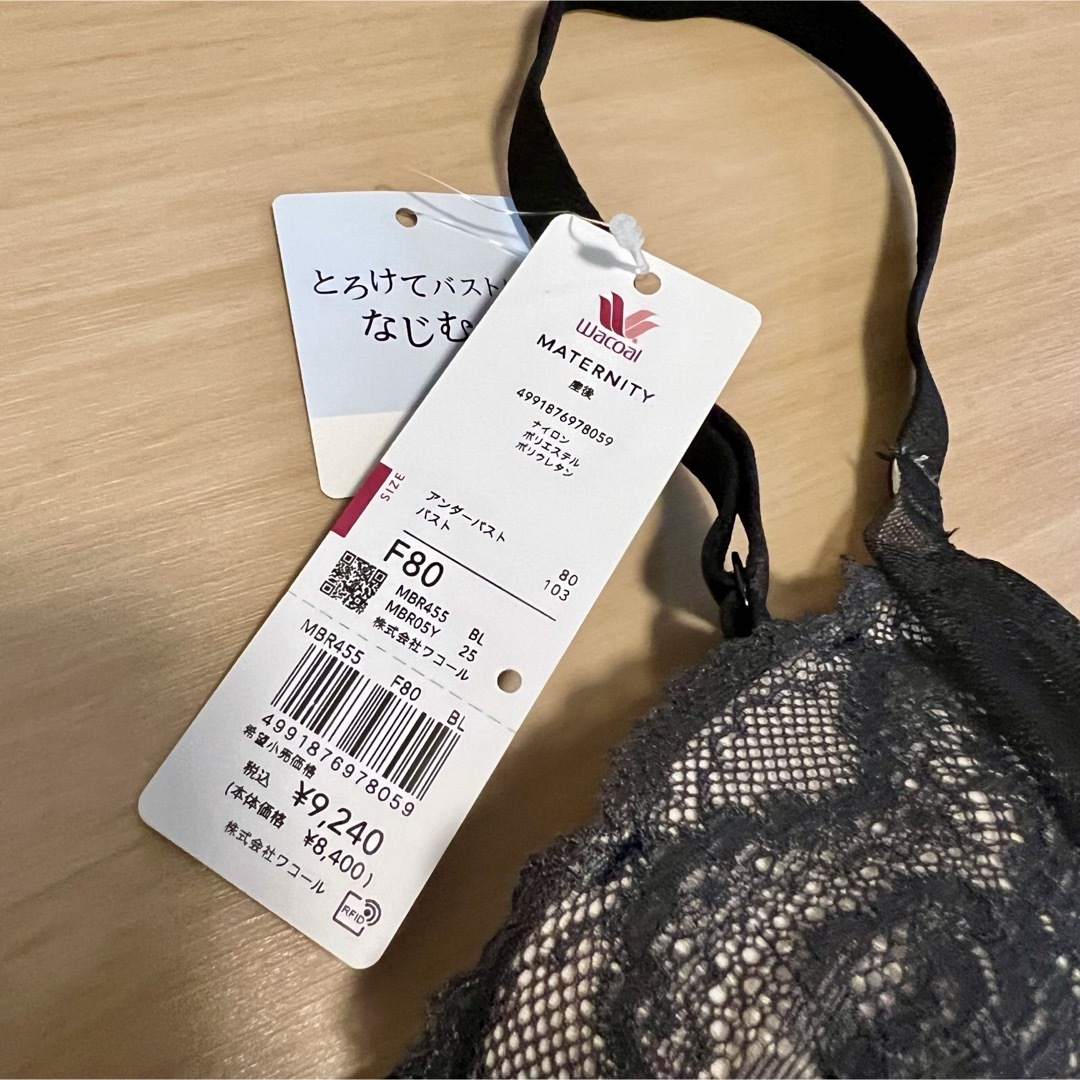 とろけてバスト
なじむ
Wacoal
MATERNITY
産後
4991876978059
ナイロン
ポリエステル
ポリウレタン
SIZE
アンダーバスト 80
バスト 103
F80
MBR455 BL
MBR05Y 25
株式会社ワコール
MBR455 F80 BL
4991876978059
希望小売価格
税込 ¥9,240
(本体価格 ¥8,400)
株式会社ワコール
RFID